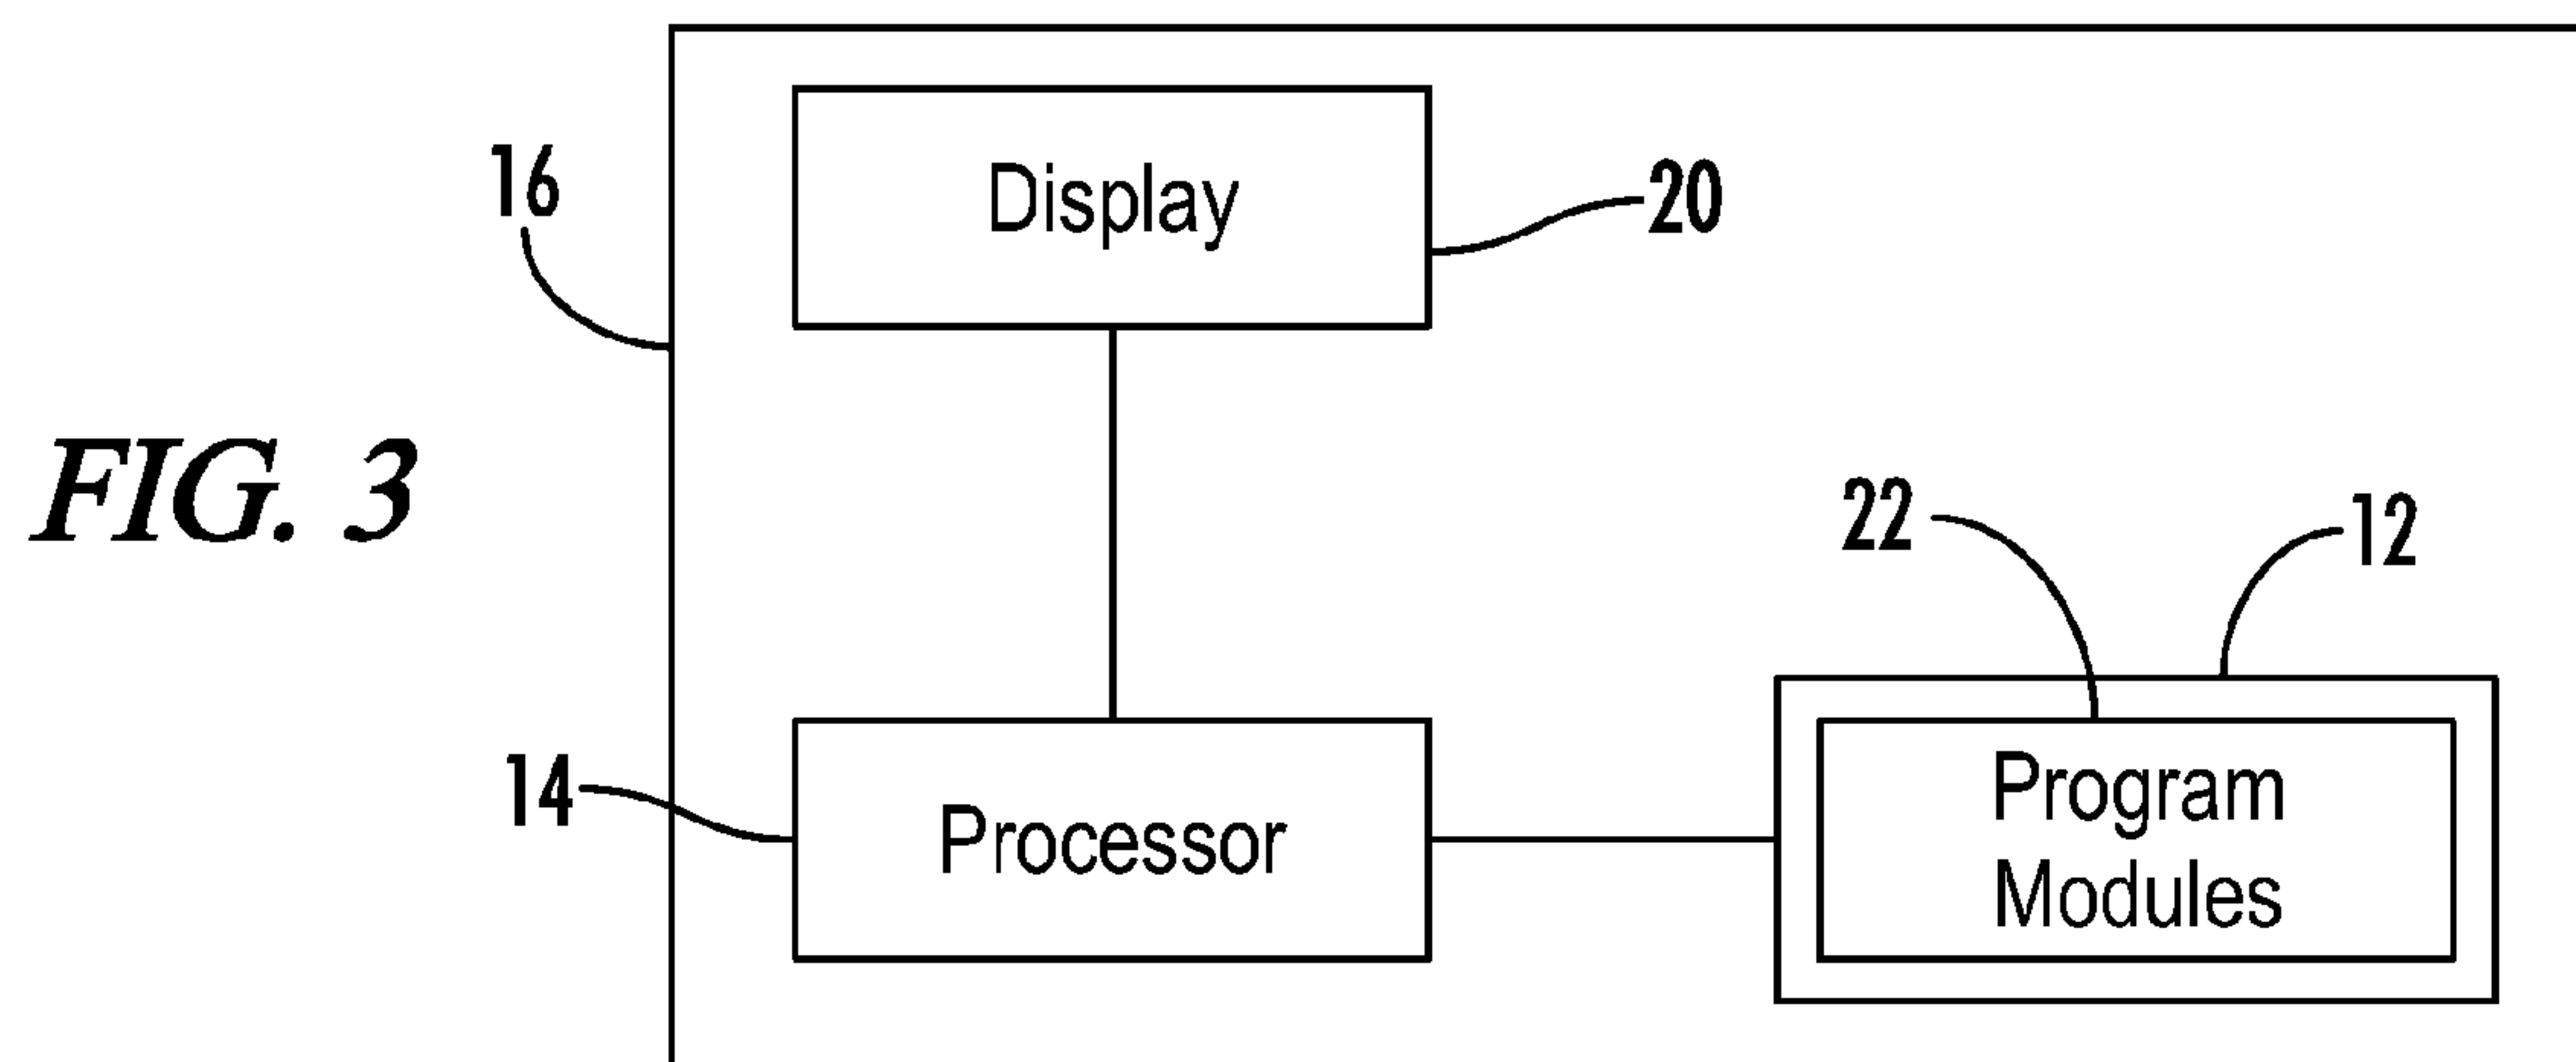 16
Display
20
FIG. 3
22
12
14
Processor
Program
Modules